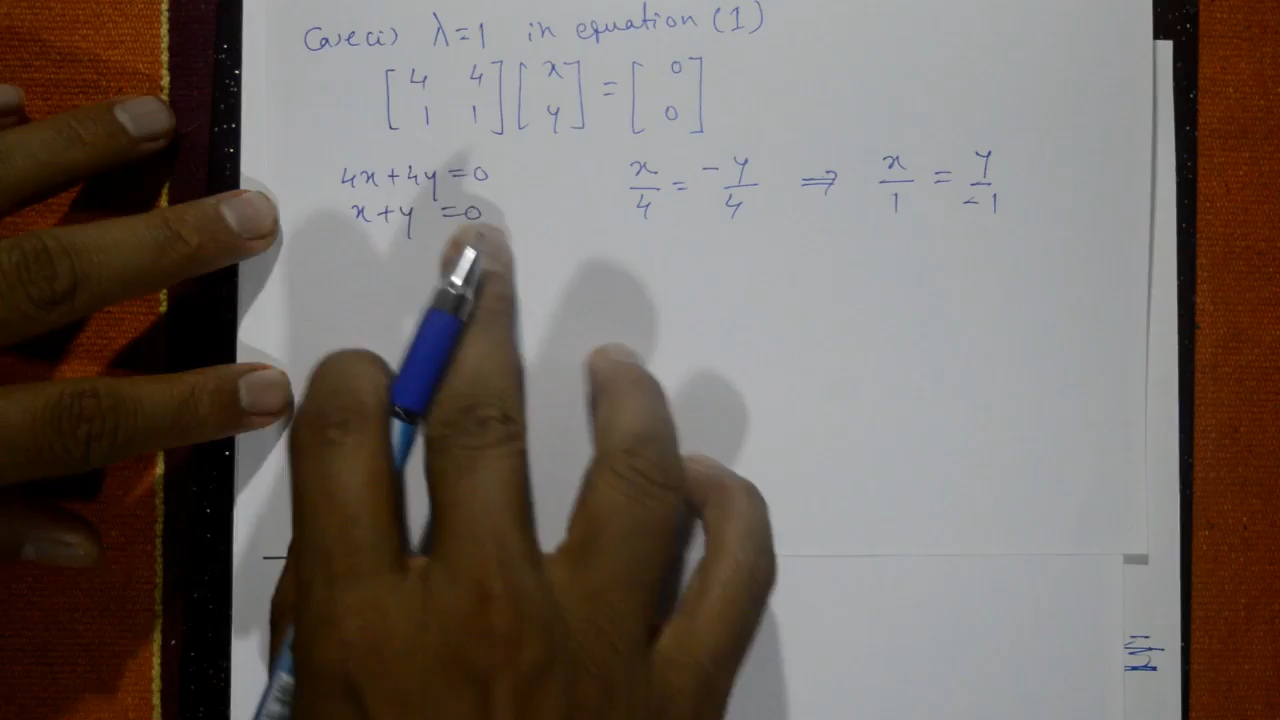 Case(i) λ=1 in equation (1)
[4 4; 1 1] [x; y] = [0; 0]
4x+4y=0
x+y =0
x/4 = -y/4 ⇒ x/1 = y/-1